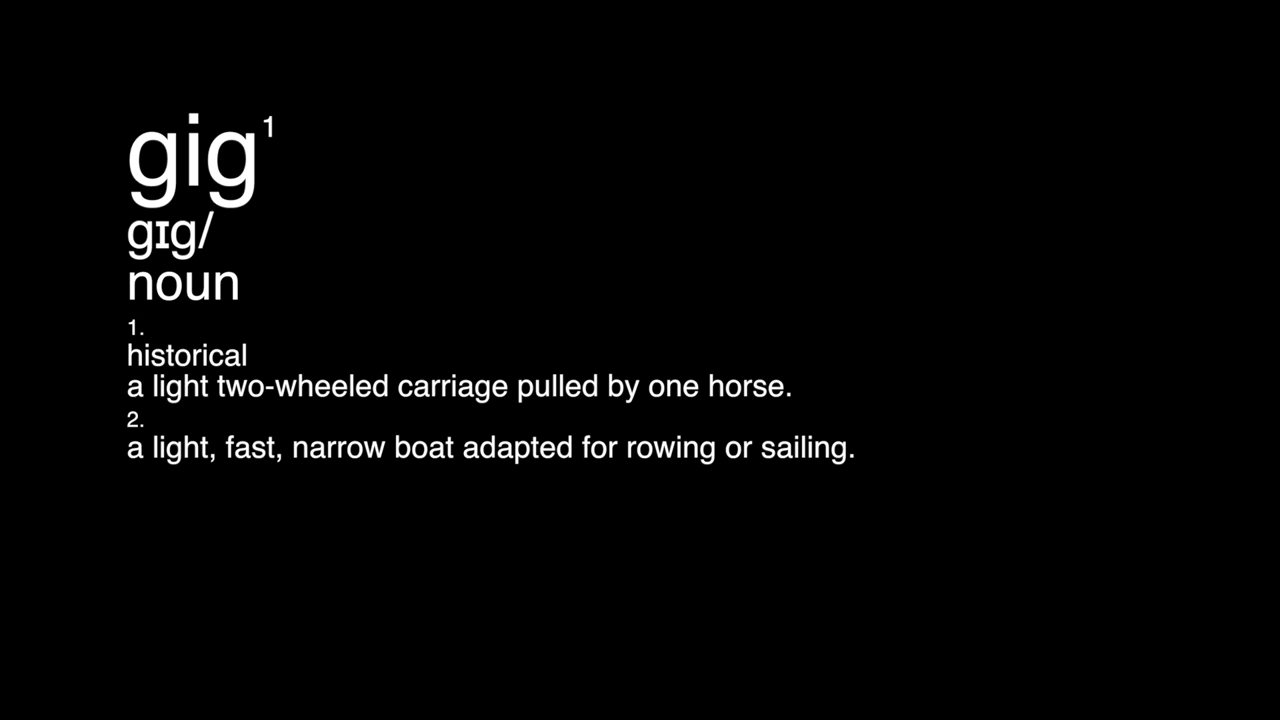 gig¹
gɪg/
noun
1.
historical
a light two-wheeled carriage pulled by one horse.
2.
a light, fast, narrow boat adapted for rowing or sailing.